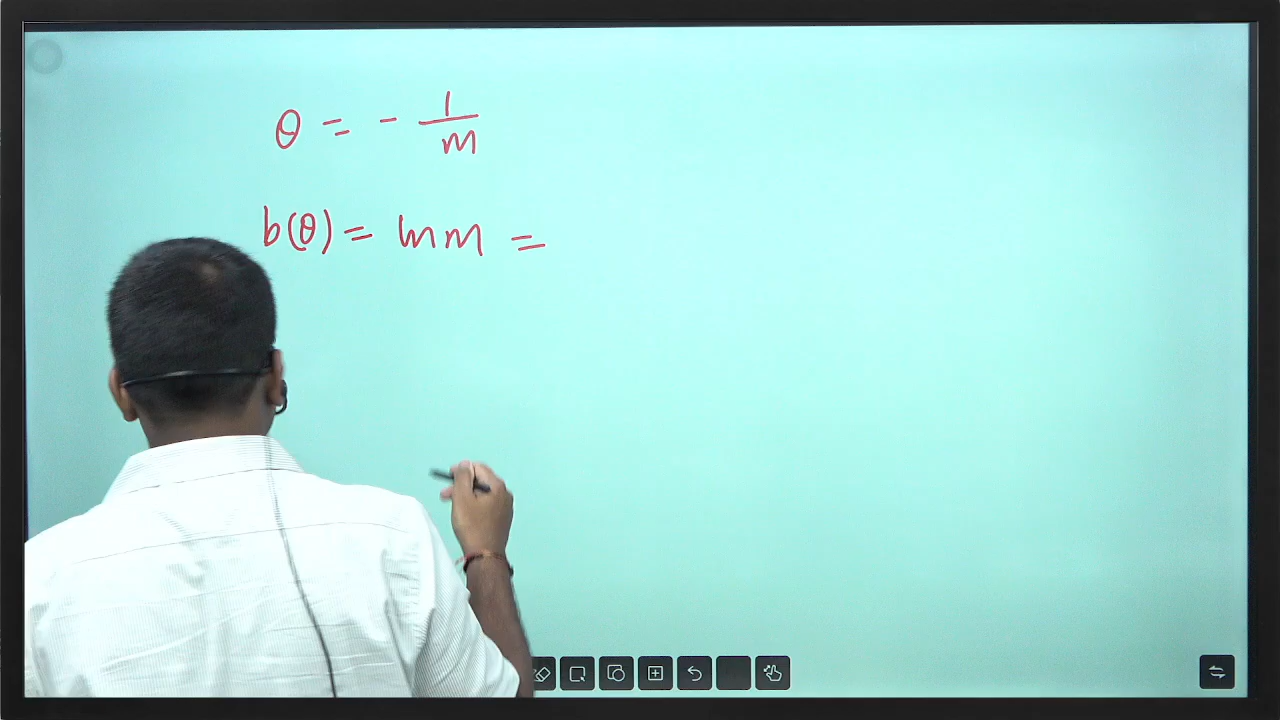 θ = - 1/m
b(θ) = ln m =